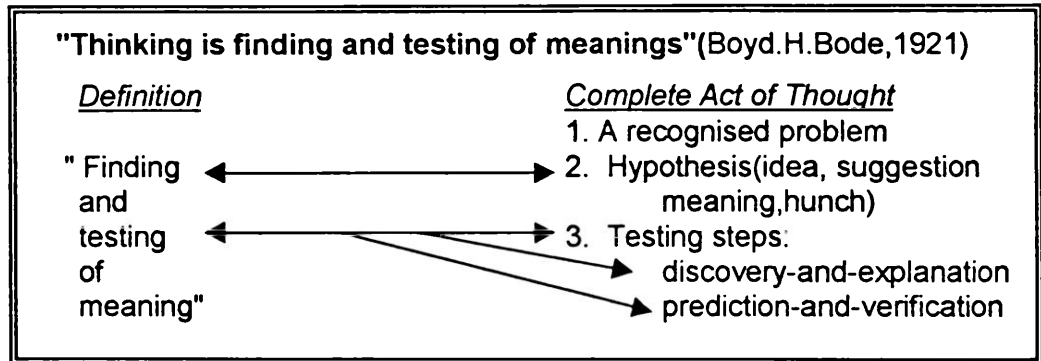 "Thinking is finding and testing of meanings"(Boyd.H.Bode,1921)
Definition
Complete Act of Thought
1. A recognised problem
" Finding
2. Hypothesis(idea, suggestion
and
meaning,hunch)
testing
3. Testing steps:
of
discovery-and-explanation
meaning"
prediction-and-verification